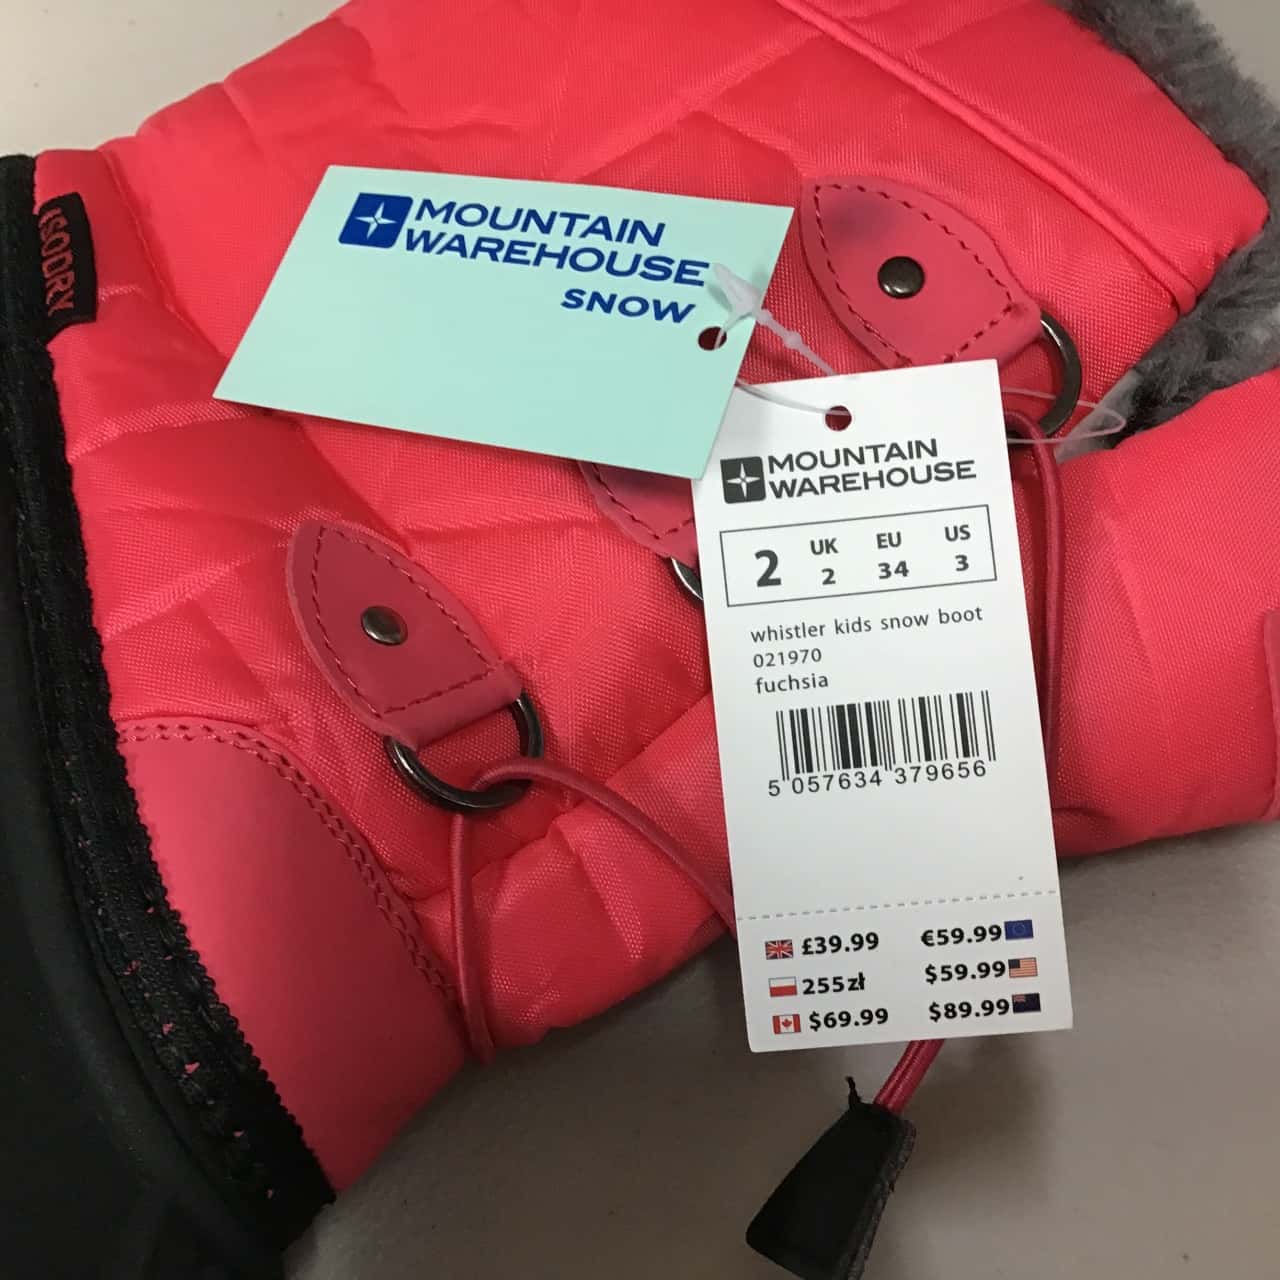 ISODRY
MOUNTAIN
WAREHOUSE
SNOW
MOUNTAIN
WAREHOUSE
2 UK EU US
2 34 3
whistler kids snow boot
021970
fuchsia
5 057634 379656
£39.99 €59.99
255zł $59.99
$69.99 $89.99